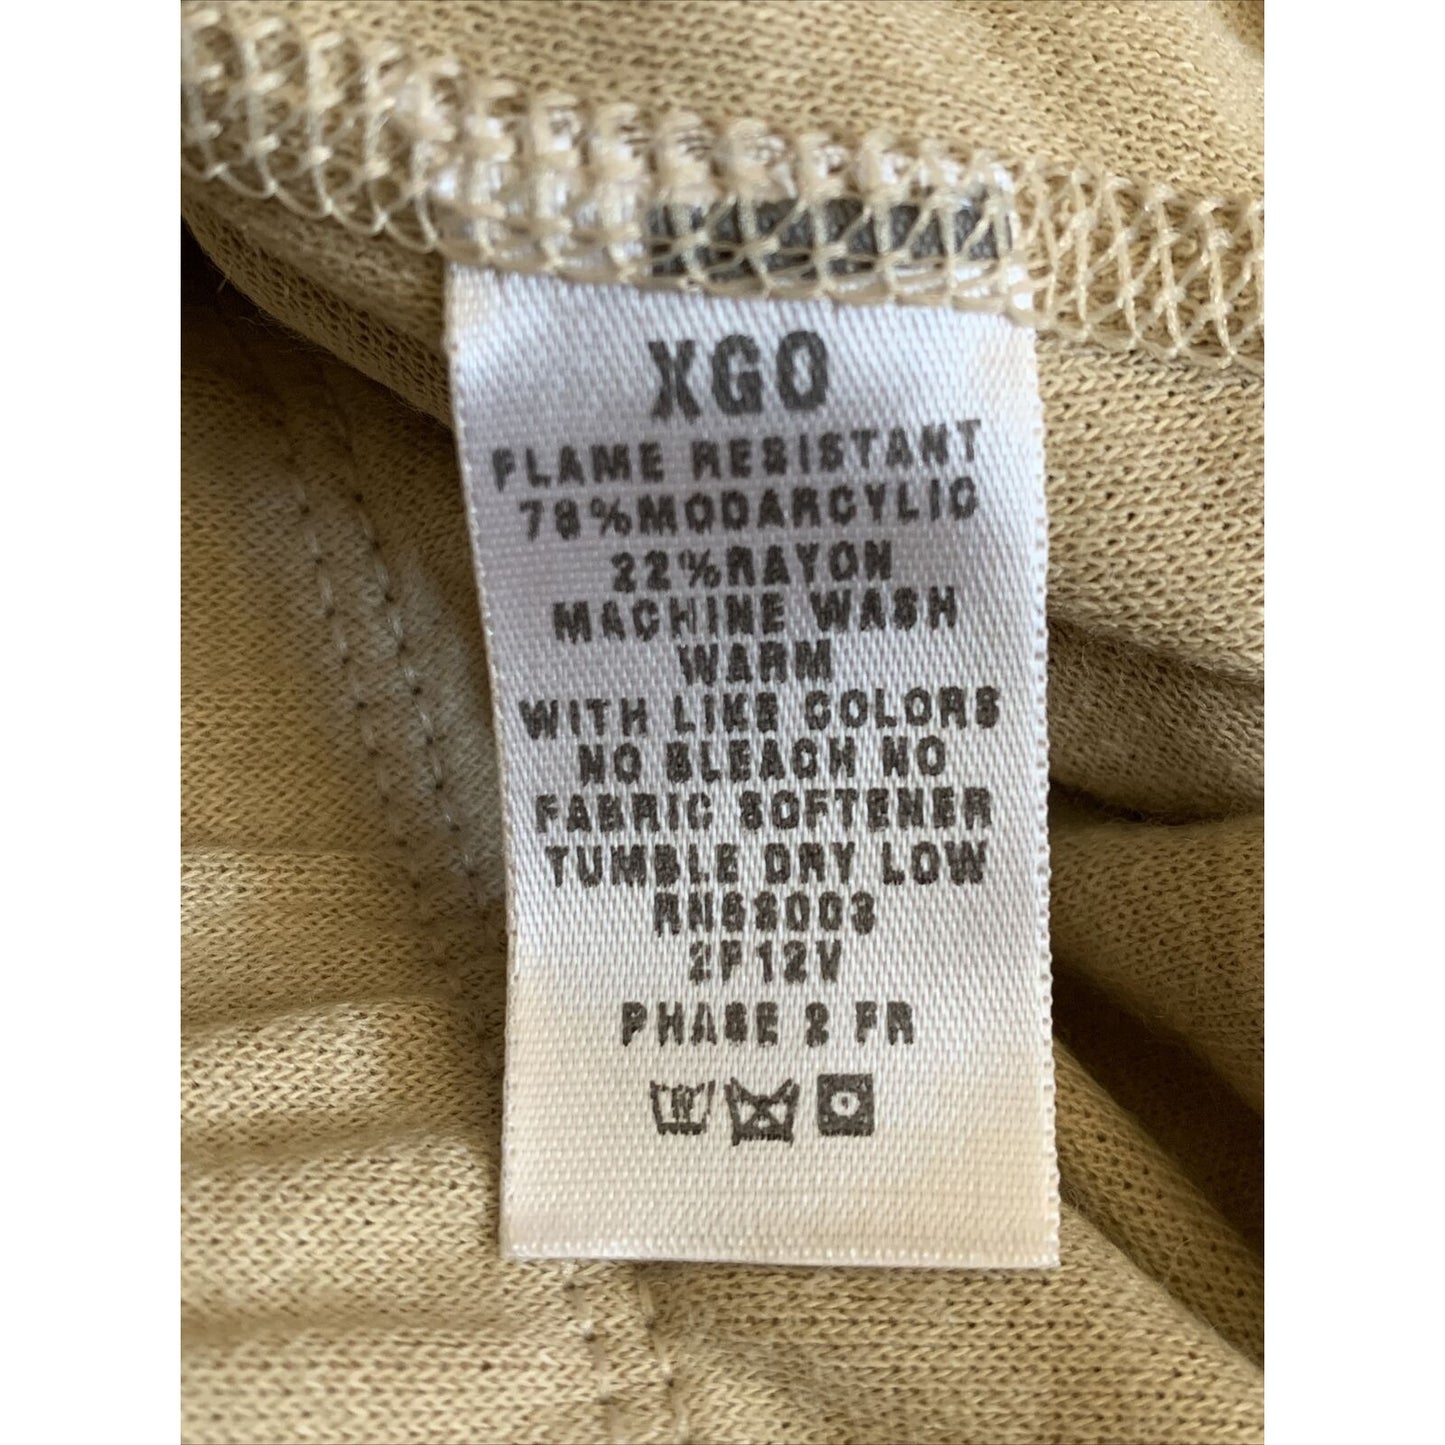 XGO
FLAME RESISTANT
78%MODARCYLIC
22%RAYON
MACHINE WASH
WARM
WITH LIKE COLORS
NO BLEACH NO
FABRIC SOFTENER
TUMBLE DRY LOW
2F12V
PHASE 2 FR